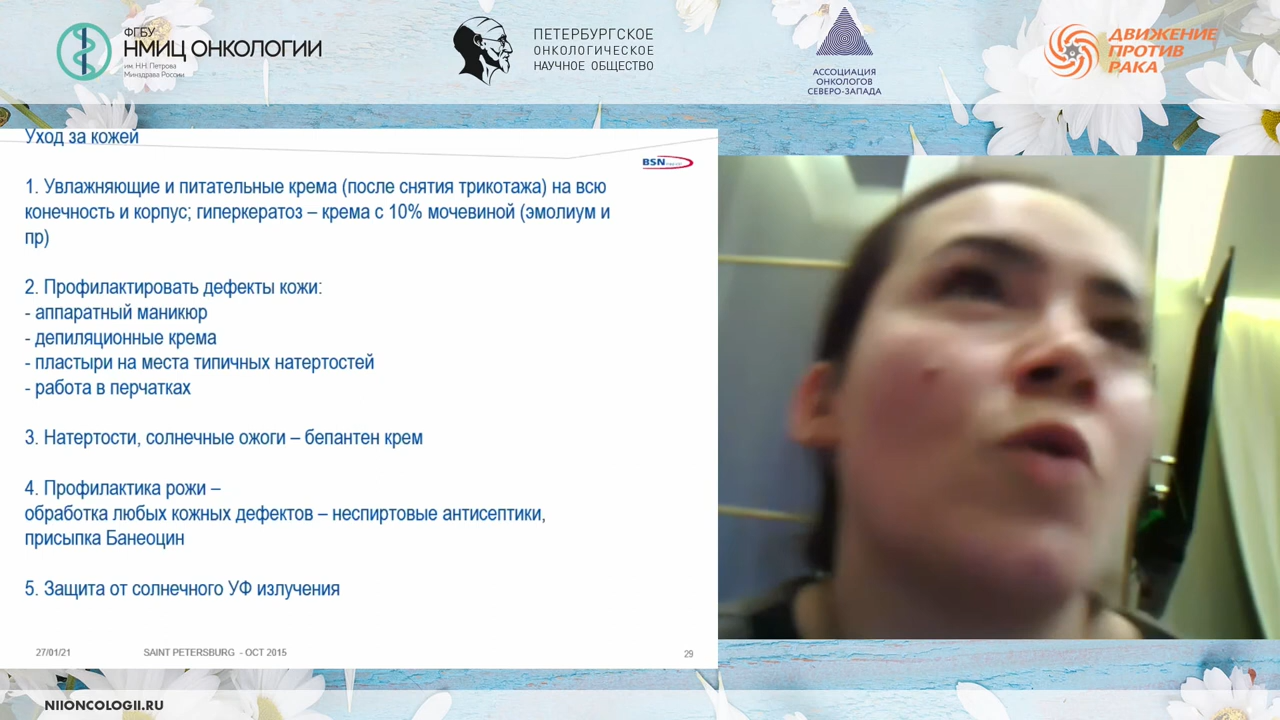 ФГБУ
НМИЦ ОНКОЛОГИИ
им. Н.Н. Петрова
Минздрава России
ПЕТЕРБУРГСКОЕ
ОНКОЛОГИЧЕСКОЕ
НАУЧНОЕ ОБЩЕСТВО
АССОЦИАЦИЯ
ОНКОЛОГОВ
СЕВЕРО-ЗАПАДА
ДВИЖЕНИЕ
ПРОТИВ
РАКА
Уход за кожей
BSN
1. Увлажняющие и питательные крема (после снятия трикотажа) на всю
конечность и корпус; гиперкератоз – крема с 10% мочевиной (эмолиум и
пр)
2. Профилактировать дефекты кожи:
- аппаратный маникюр
- депиляционные крема
- пластыри на места типичных натертостей
- работа в перчатках
3. Натертости, солнечные ожоги – бепантен крем
4. Профилактика рожи –
обработка любых кожных дефектов – неспиртовые антисептики,
присыпка Банеоцин
5. Защита от солнечного УФ излучения
27/01/21
SAINT PETERSBURG - OCT 2015
29
NIIONCOLOGII.RU